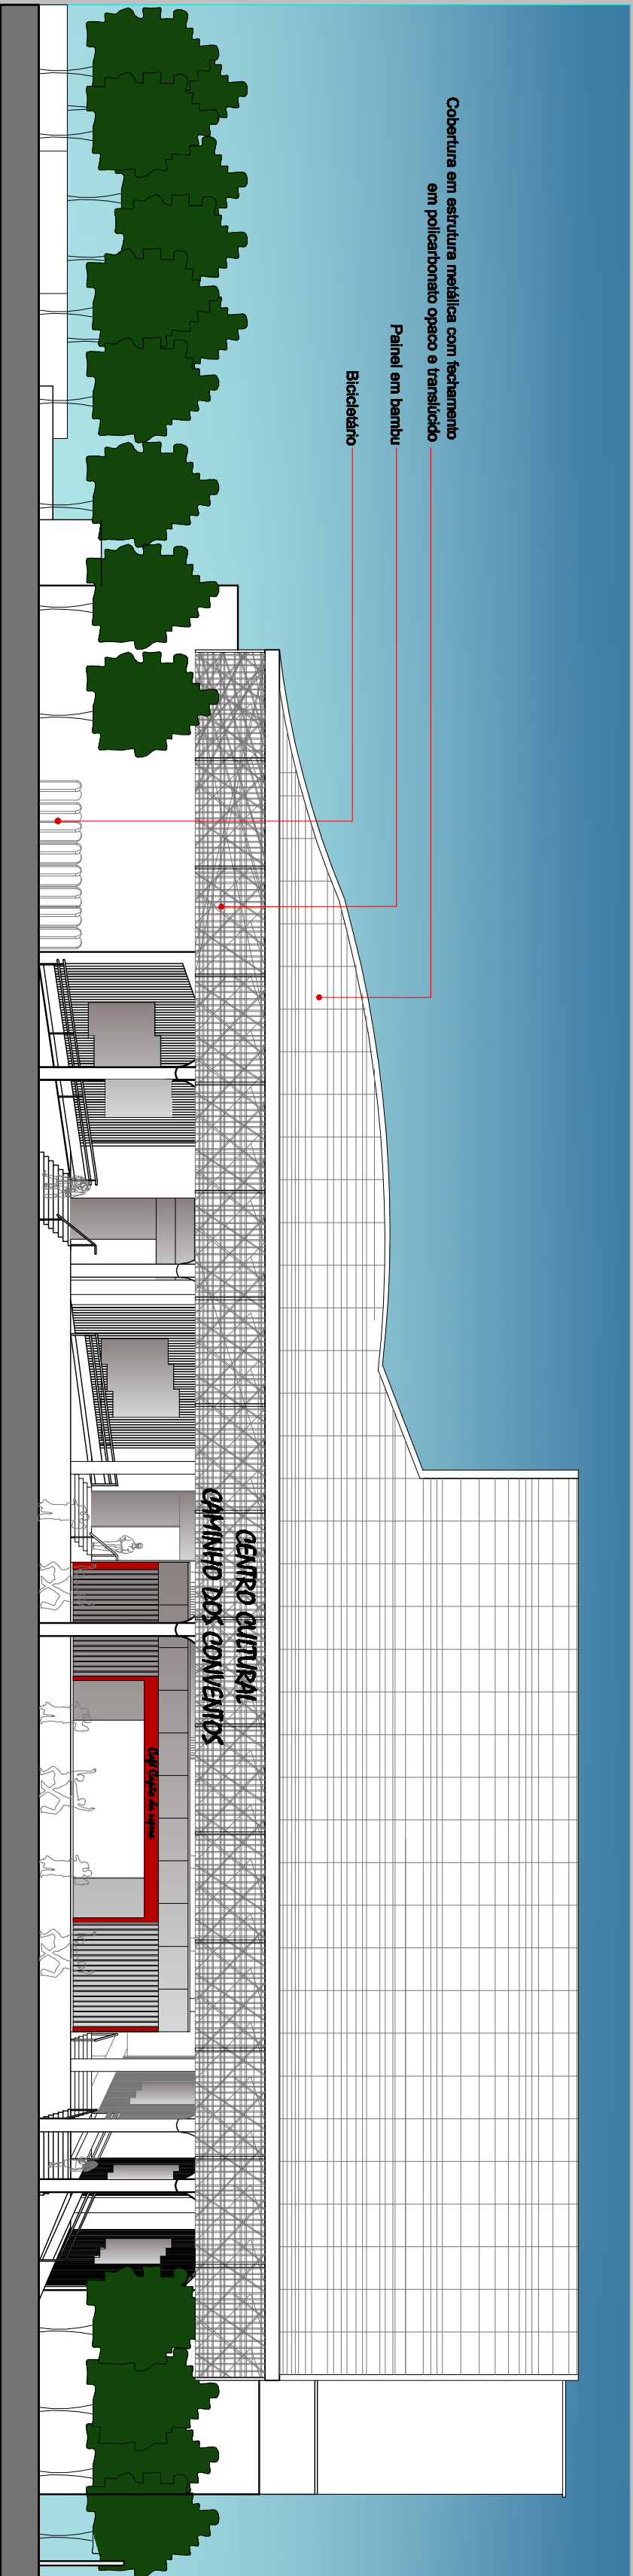 Cobertura em estrutura metálica com fechamento
em policarbonato opaco e translúcido
Painel em bambu
Bicicletário
CENTRO CULTURAL
CAMINHO DOS CONVENTOS
Café